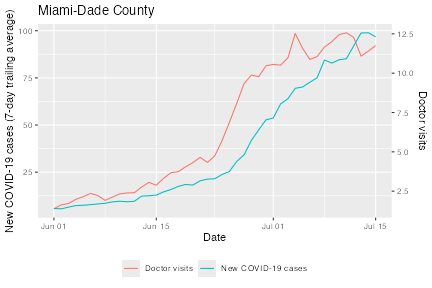 Miami-Dade County
New COVID-19 cases (7-day trailing average)
100
75
50
25
12.5
10.0
7.5
5.0
2.5
Doctor visits
Jun 01
Jun 15
Jul 01
Jul 15
Date
Doctor visits
New COVID-19 cases